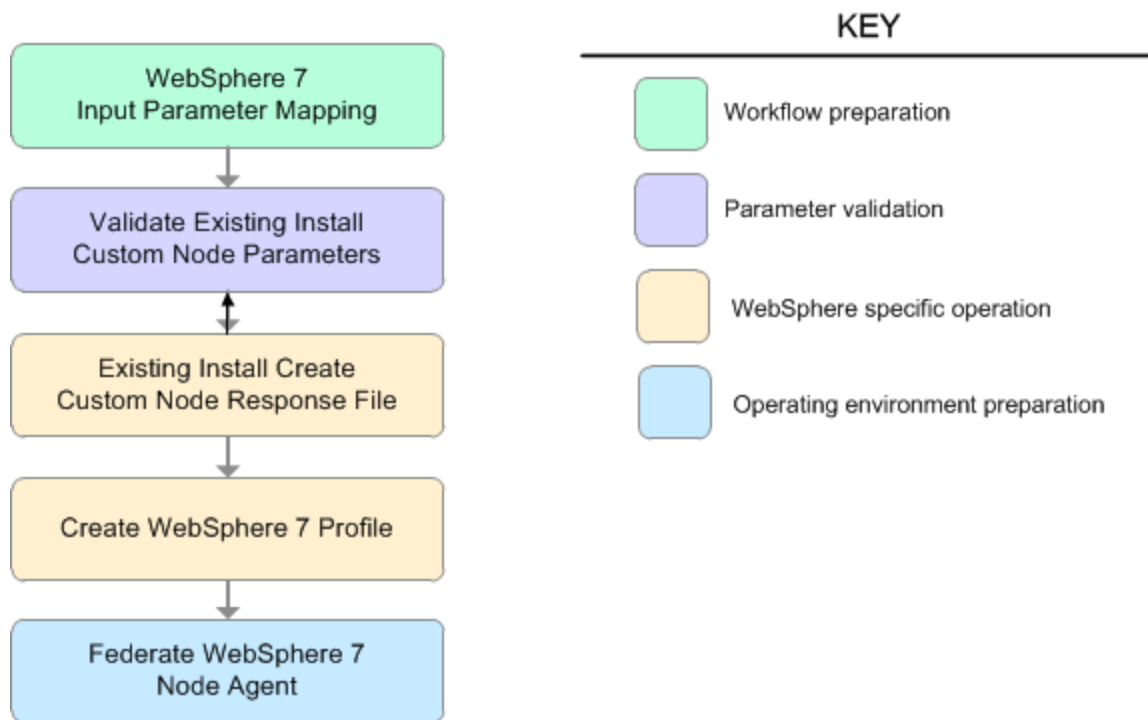 WebSphere 7
Input Parameter Mapping
Validate Existing Install
Custom Node Parameters
Existing Install Create
Custom Node Response File
Create WebSphere 7 Profile
Federate WebSphere 7
Node Agent
KEY
Workflow preparation
Parameter validation
WebSphere specific operation
Operating environment preparation